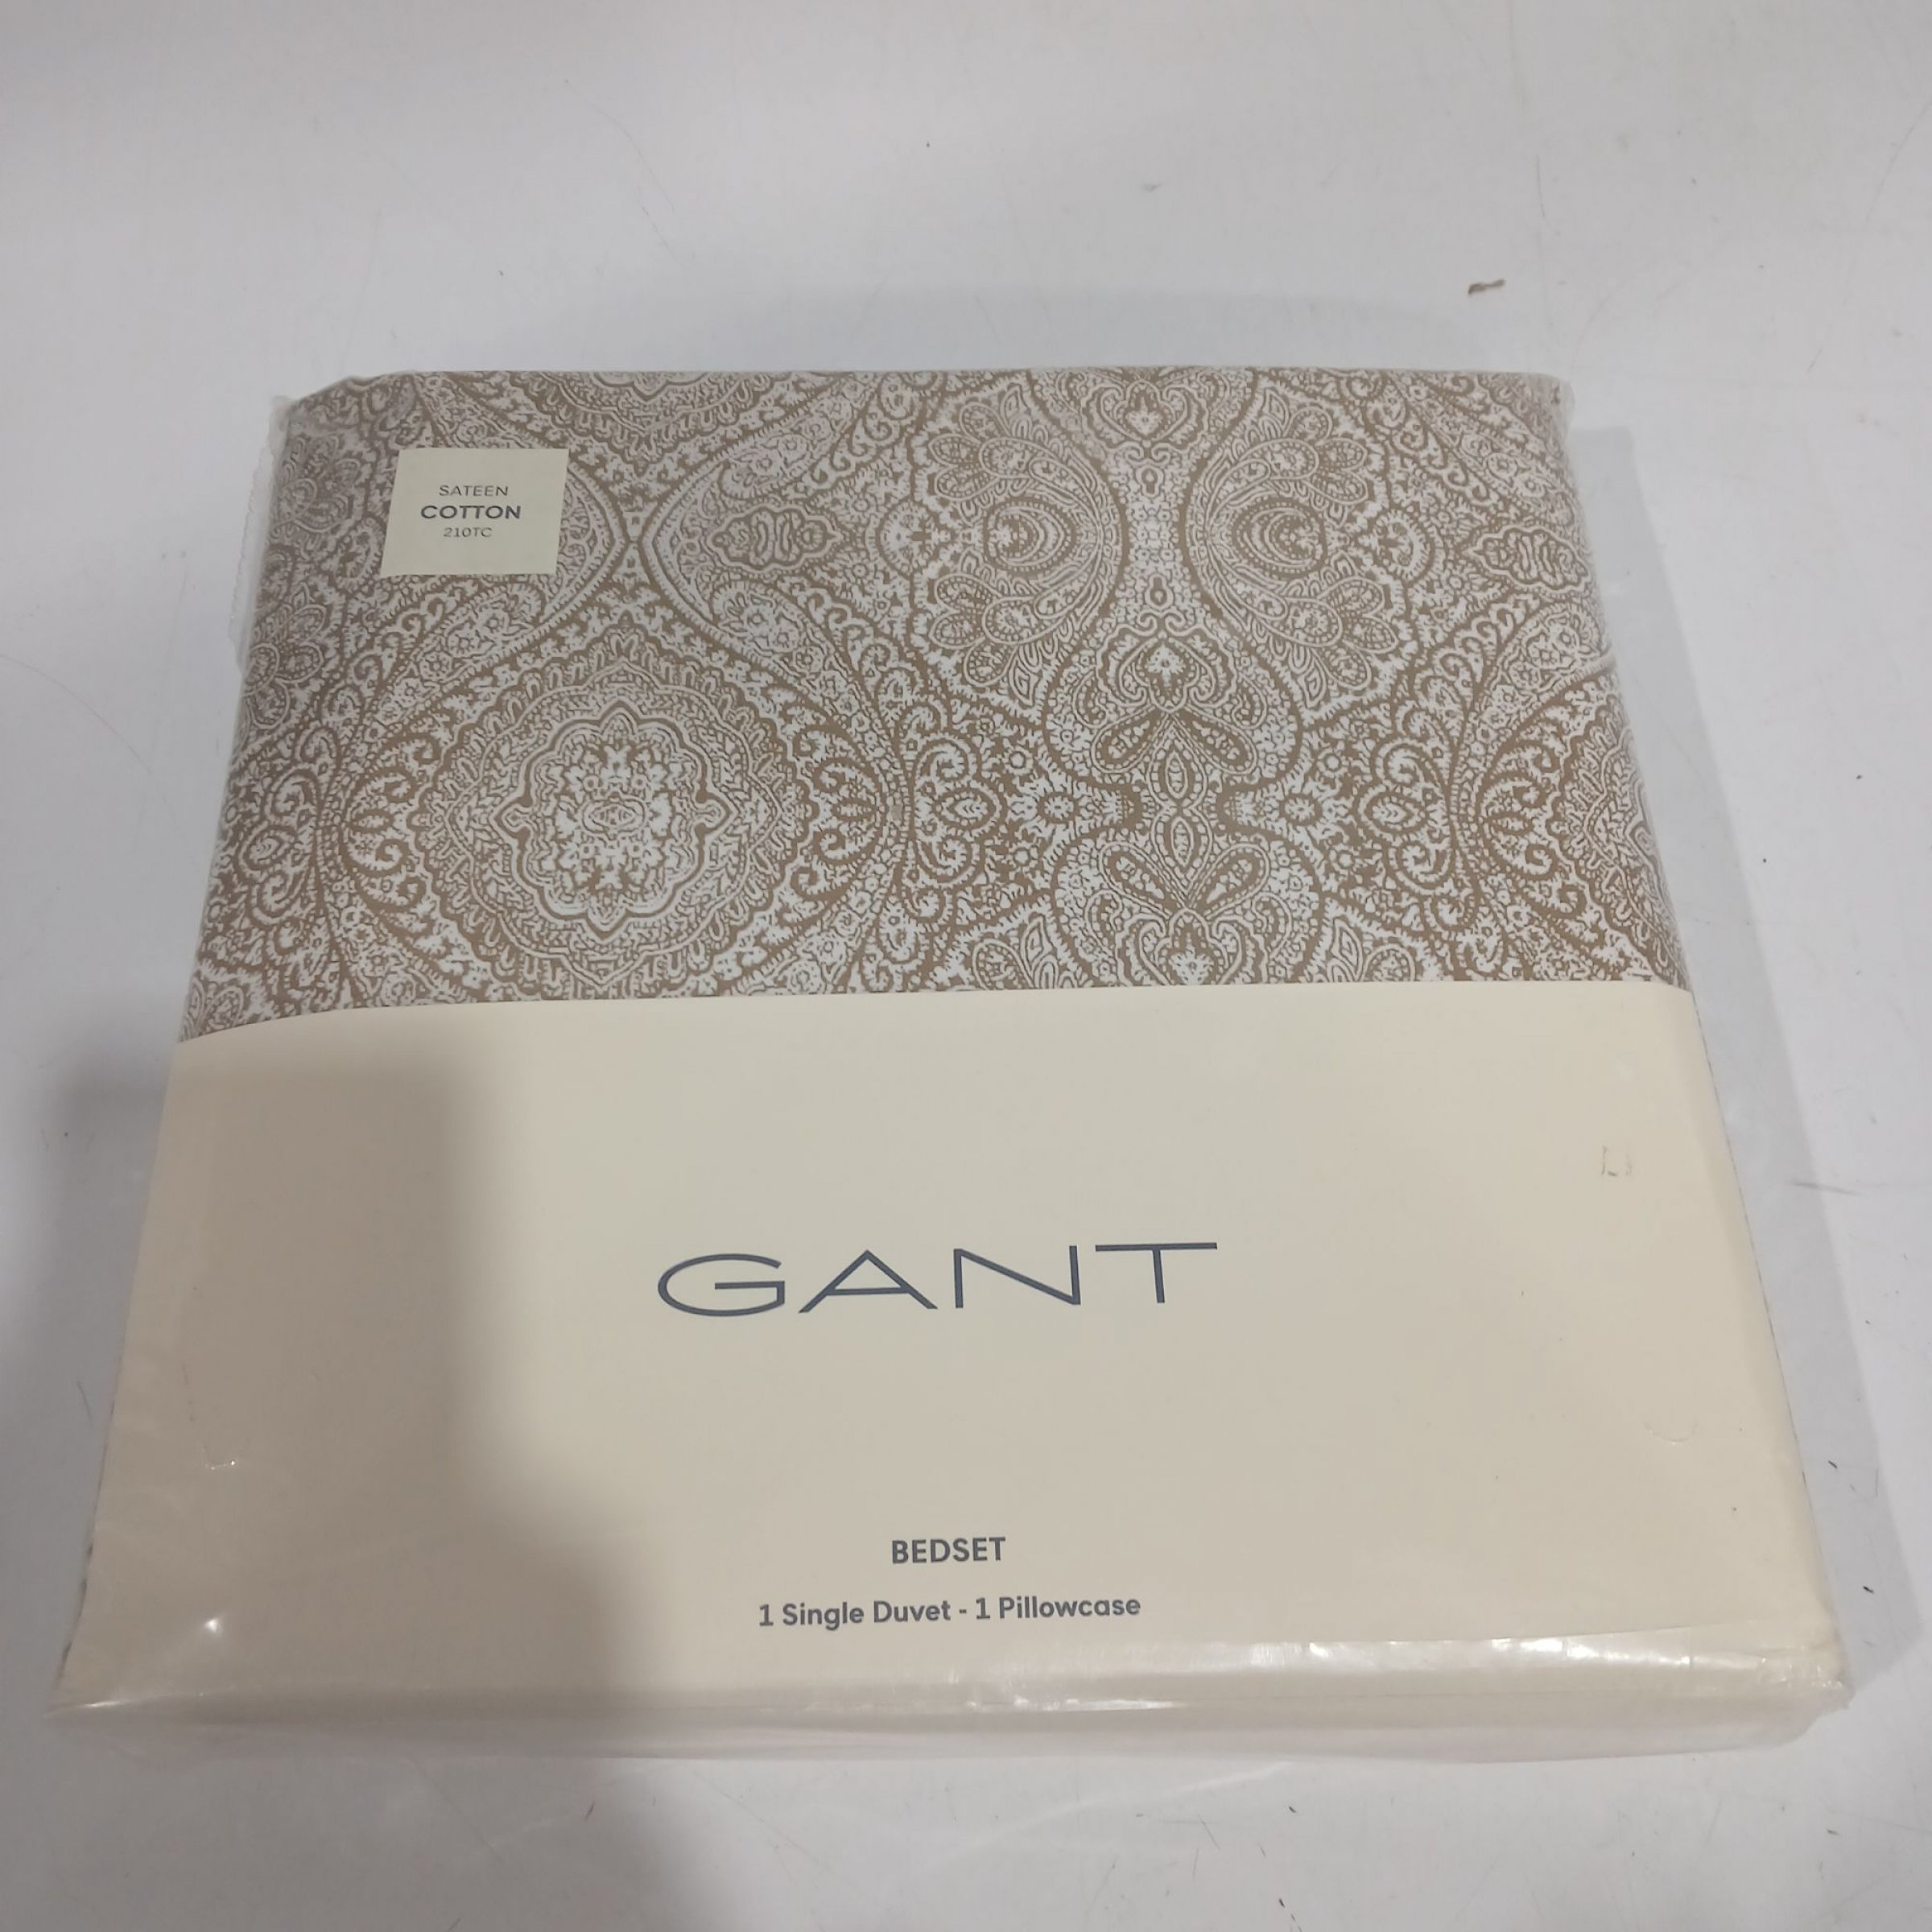 SATEEN
COTTON
210TC
GANT
BEDSET
1 Single Duvet - 1 Pillowcase